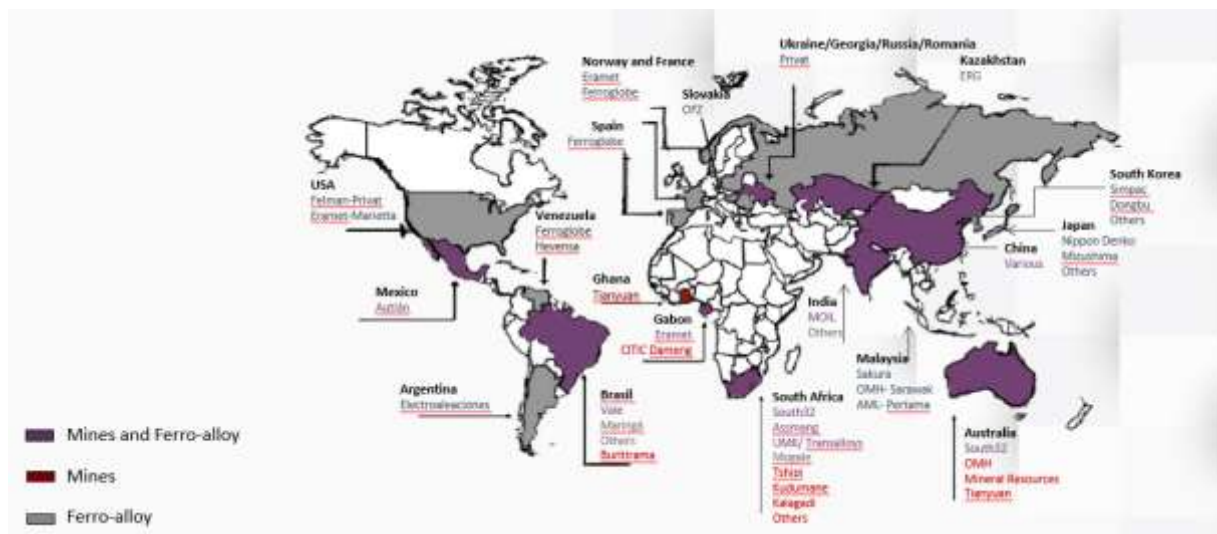 Ukraine/Georgia/Russia/Romania
Privat
Kazakhstan
ERG
Norway and France
Eramet
Ferroglobe
Slovakia
OFZ
Spain
Ferroglobe
USA
Felman-Privat
Eramet-Marietta
Venezuela
Ferroglobe
Hevensa
South Korea
Simpac
Dongbu
Others
Japan
Nippon Denko
Mizushima
Others
China
Various
Mexico
Autlán
Ghana
Tianyuan
Gabon
Eramet
CITIC Dameng
India
MOIL
Others
Malaysia
Sakura
OMH- Sarawak
AML- Pertama
Argentina
Electroaleaciones
Brasil
Vale
Maringá
Others
Buritirama
South Africa
South32
Assmang
UMK/ Transalloys
Mogale
Tshipi
Kudumane
Kalagadi
Others
Australia
South32
OMH
Mineral Resources
Tianyuan
Mines and Ferro-alloy
Mines
Ferro-alloy